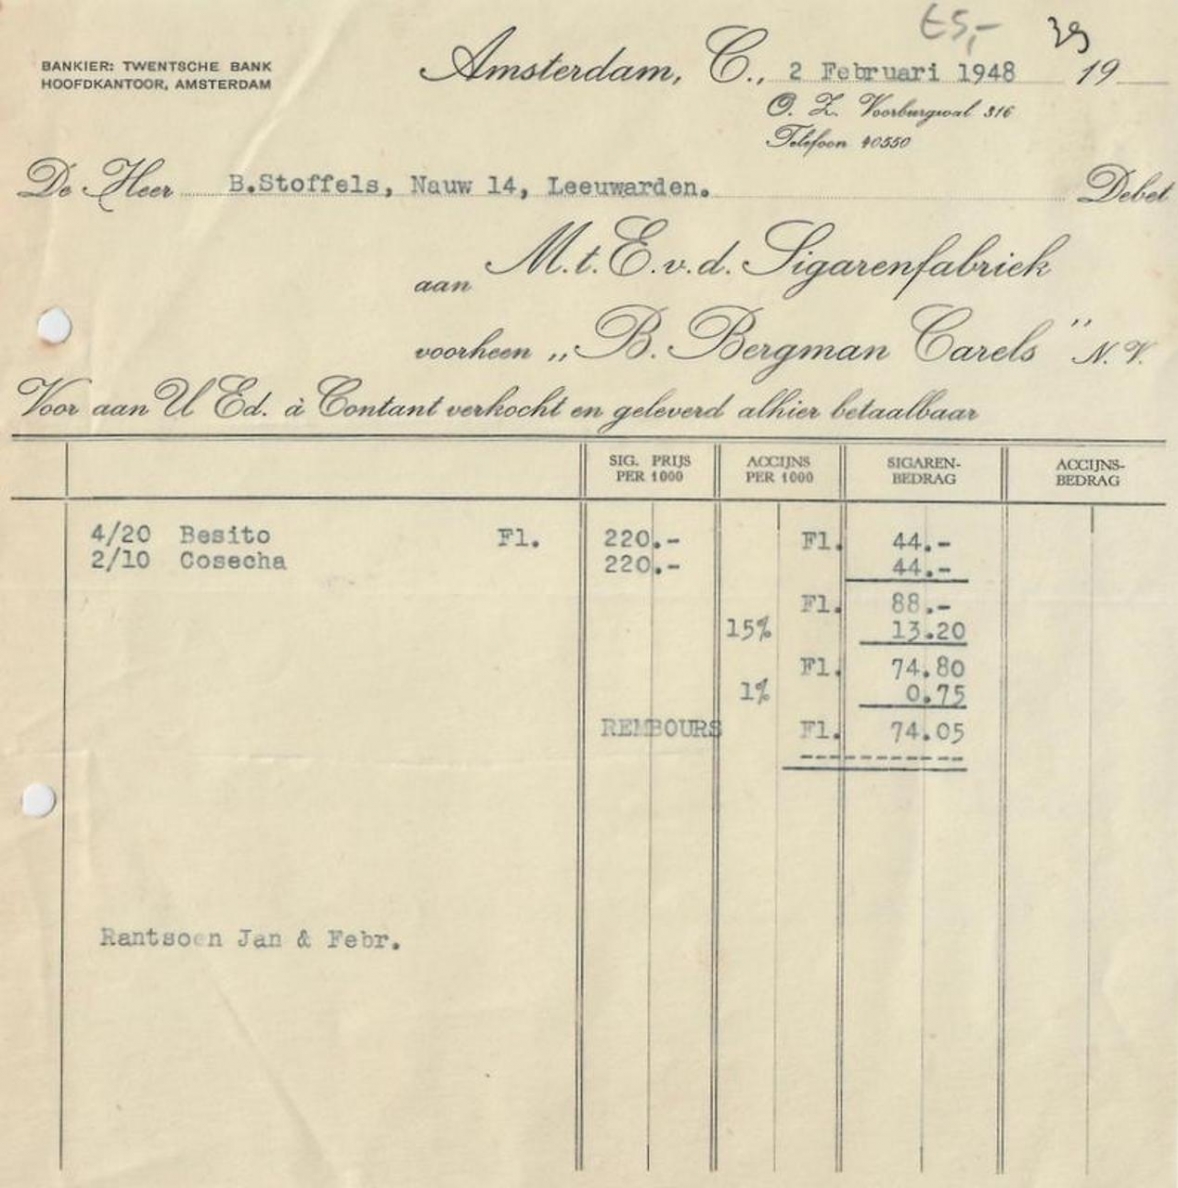 €5,-
39
BANKIER: TWENTSCHE BANK
HOOFDKANTOOR, AMSTERDAM
Amsterdam, C., 2 Februari 1948 19
O. Z. Voorburgwal 316
Telefoon 40550
De Heer B.Stoffels, Nauw 14, Leeuwarden. Debet
aan M.t.E.v.d. Sigarenfabriek
voorheen „B. Bergman Carels" N.V.
Voor aan U Ed. à Contant verkocht en geleverd alhier betaalbaar
SIG. PRIJS PER 1000 ACCIJNS PER 1000 SIGAREN-BEDRAG ACCIJNS-BEDRAG
4/20 Besito Fl. 220.- Fl. 44.-
2/10 Cosecha 220.- 44.-
Fl. 88.-
15% 13.20
Fl. 74.80
1% 0.75
REMBOURS Fl. 74.05
Rantsoen Jan & Febr.